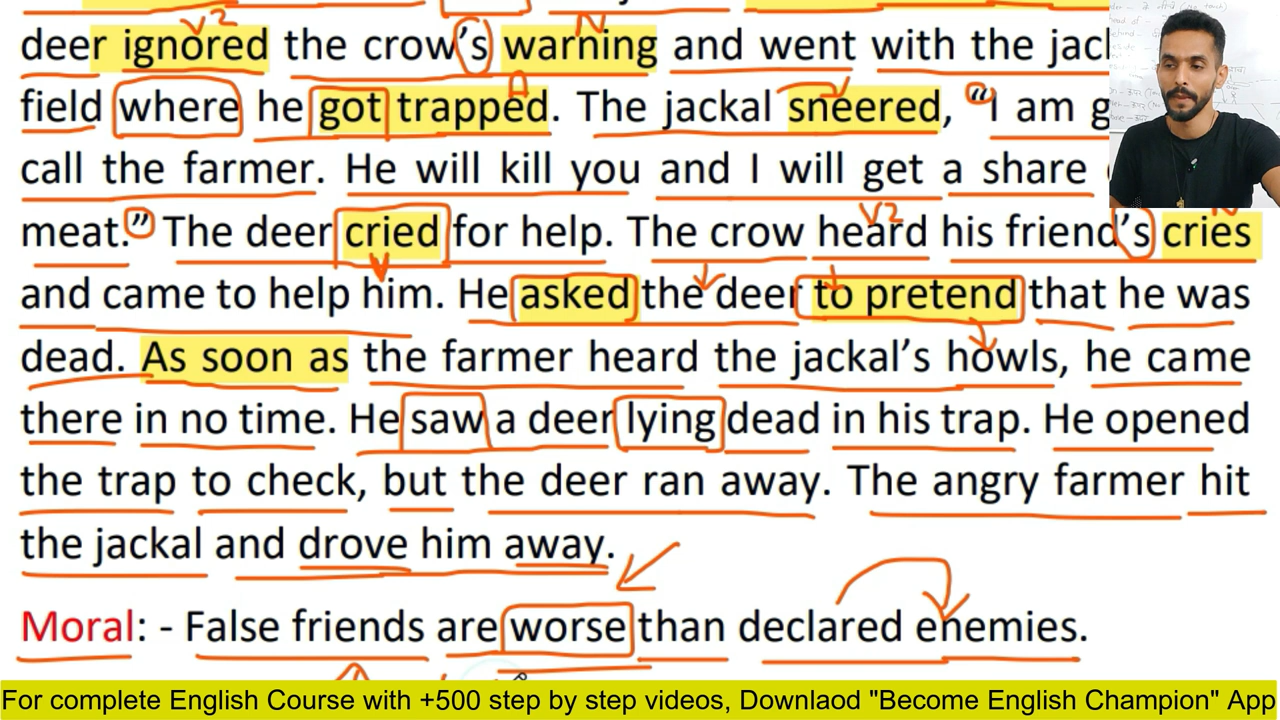 deer ignored the crow's warning and went with the jac
field where he got trapped. The jackal sneered, "I am g
call the farmer. He will kill you and I will get a share
meat." The deer cried for help. The crow heard his friend's cries
and came to help him. He asked the deer to pretend that he was
dead. As soon as the farmer heard the jackal's howls, he came
there in no time. He saw a deer lying dead in his trap. He opened
the trap to check, but the deer ran away. The angry farmer hit
the jackal and drove him away.
Moral: - False friends are worse than declared enemies.
For complete English Course with +500 step by step videos, Downlaod "Become English Champion" App